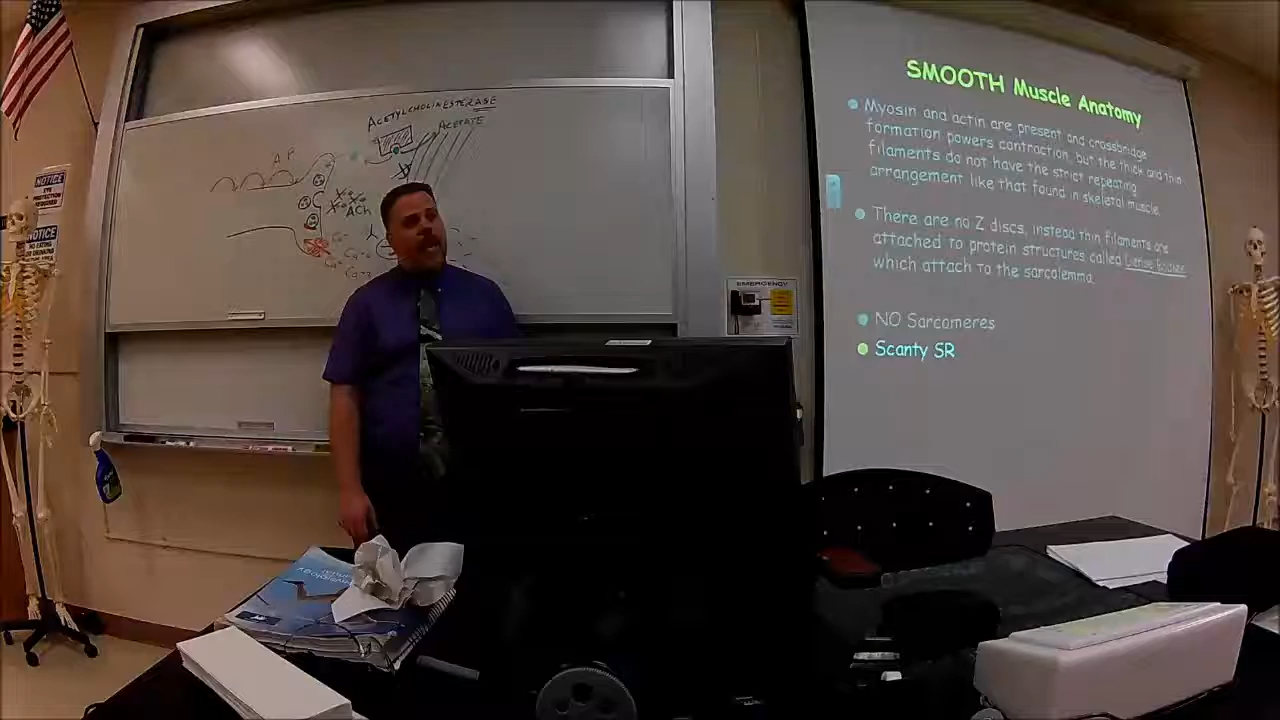 ACETYLCHOLINESTERASE
ACETATE
AP
ACh
NOTICE
NOTICE
EMERGENCY
SMOOTH Muscle Anatomy
Myosin and actin are present and crossbridge
formation powers contraction, but the thick and thin
filaments do not have the strict repeating
arrangement like that found in skeletal muscle.
There are no Z discs, instead thin filaments are
attached to protein structures called Dense Bodies
which attach to the sarcolemma.
NO Sarcomeres
Scanty SR